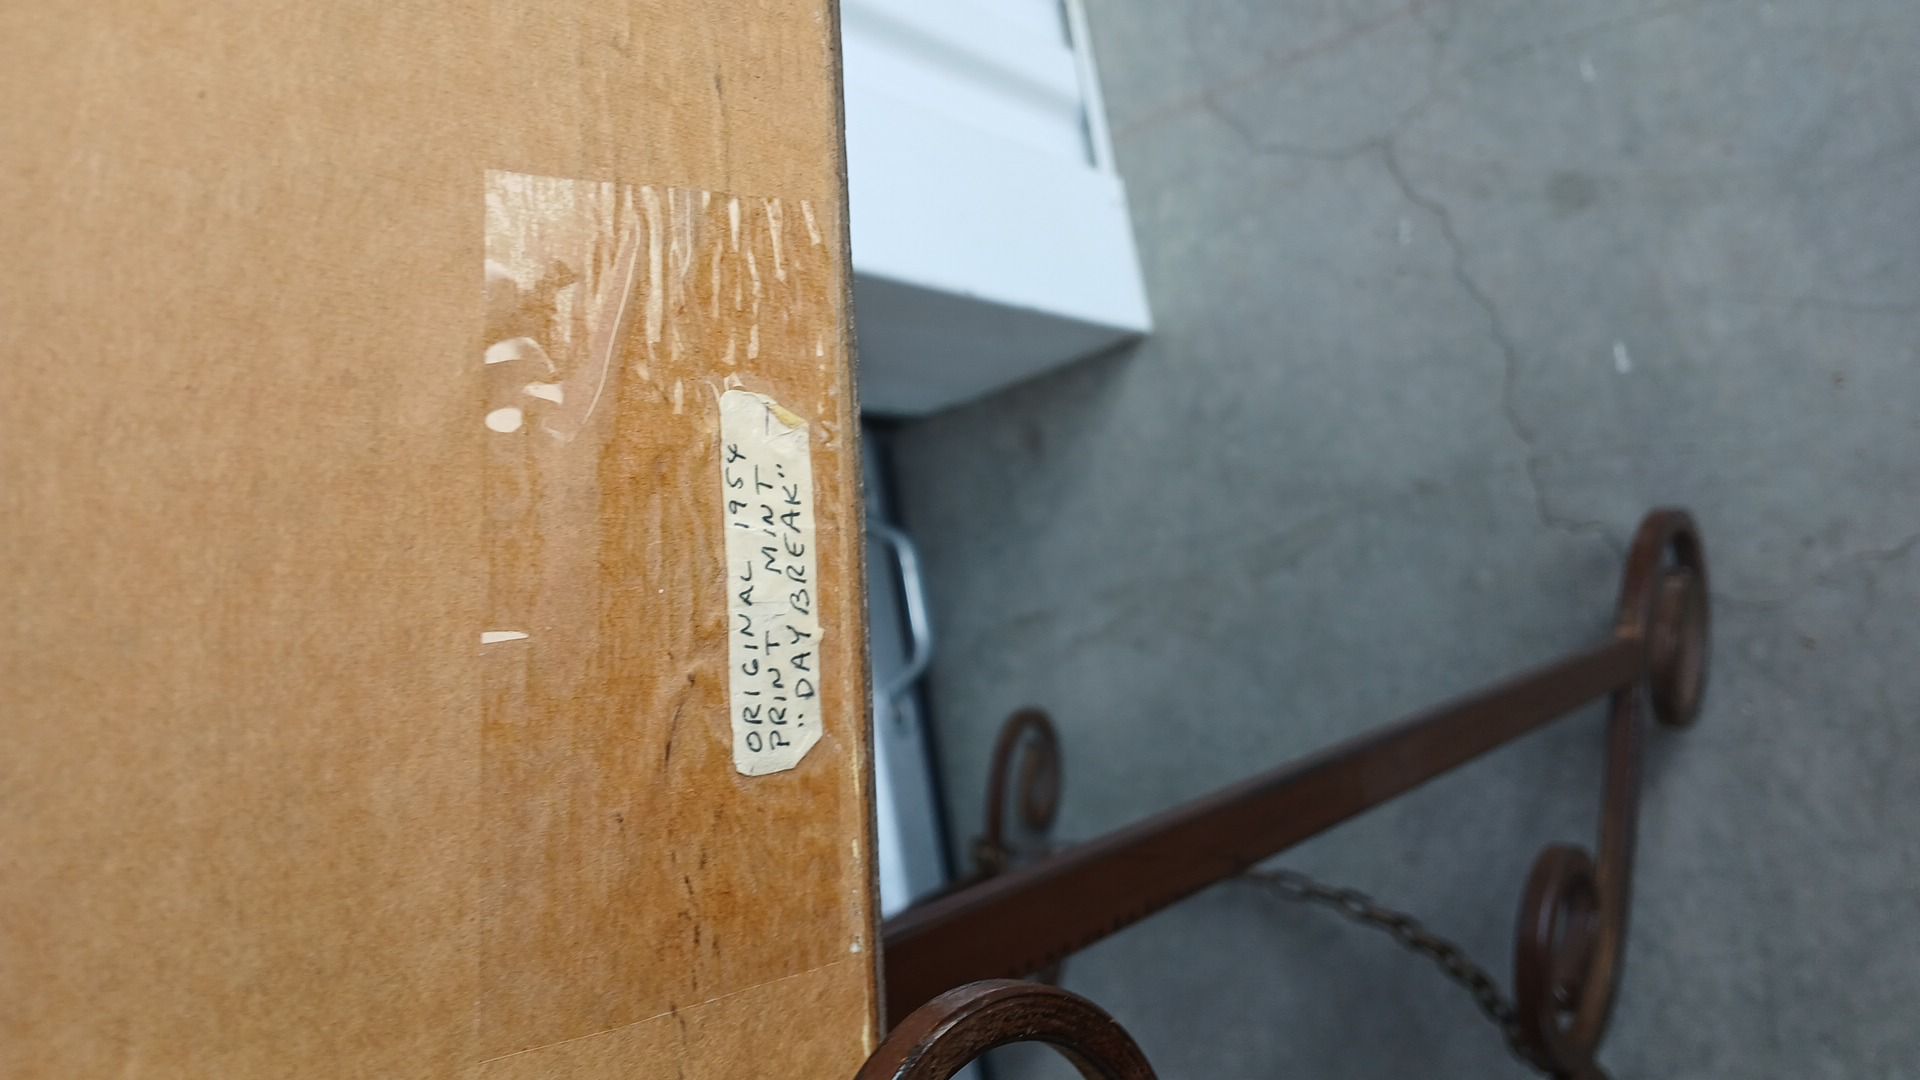 ORIGINAL 1954
PRINT MINT
"DAYBREAK"